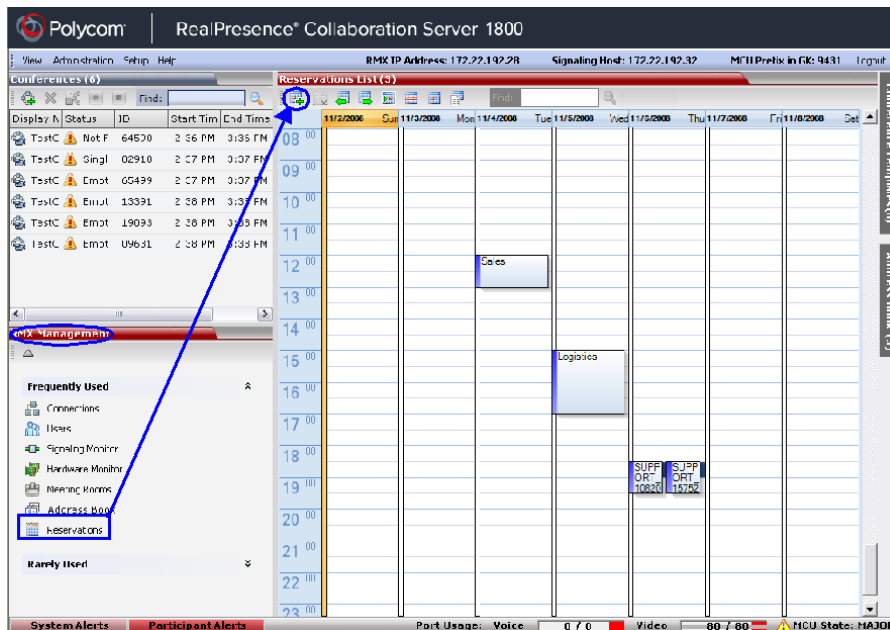 Polycom® RealPresence® Collaboration Server 1800
View Administration Setup Help RMX IP Address: 172.22.192.28 Signaling Host: 172.22.192.32 MCU Prefix in GK: 9431 Logout
Conferences (6)
Find:
Display N Status ID Start Tim End Time
TestC Not F 64500 2:36 PM 3:36 PM
TestC Singl 02910 2:37 PM 3:37 PM
TestC Empt 65499 2:37 PM 3:37 PM
TestC Empt 13391 2:38 PM 3:38 PM
TestC Empt 19093 2:38 PM 3:38 PM
TestC Empt 09631 2:38 PM 3:38 PM
RMX Management
Frequently Used
Connections
Users
Signaling Monitor
Hardware Monitor
Meeting Rooms
Address Book
Reservations
Rarely Used
Reservations List (3)
Find:
11/2/2008 Sun 11/3/2008 Mon 11/4/2008 Tue 11/5/2008 Wed 11/6/2008 Thu 11/7/2008 Fri 11/8/2008 Sat
08 00
09 00
10 00
11 00
12 00
Sales
13 00
14 00
15 00
Logistics
16 00
17 00
18 00
SUPP SUPP
ORT_ ORT_
10820 15752
19 00
20 00
21 00
22 00
23 00
System Alerts Participant Alerts Port Usage: Voice 0 / 0 Video 80 / 80 MCU State: MAJO